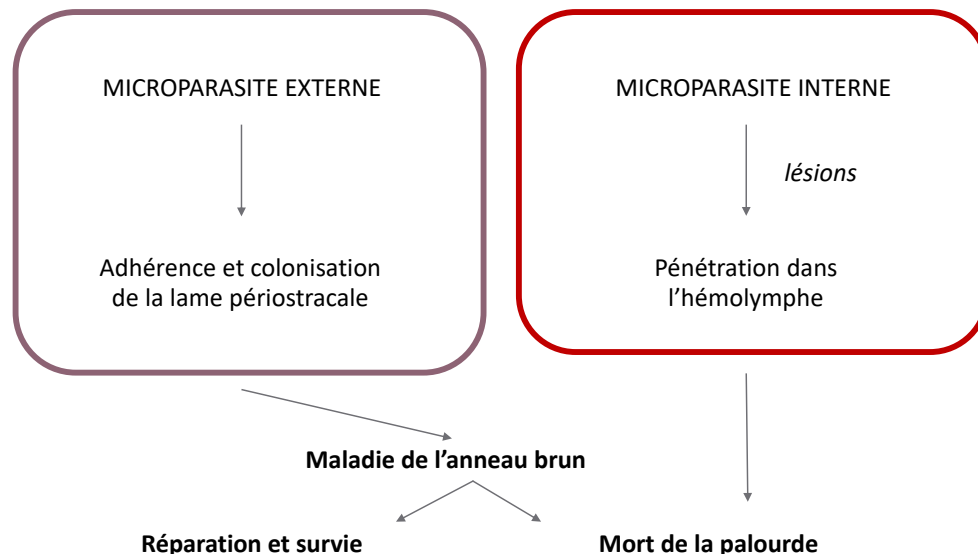 MICROPARASITE EXTERNE
Adhérence et colonisation
de la lame périostracale
MICROPARASITE INTERNE
lésions
Pénétration dans
l’hémolymphe
Maladie de l’anneau brun
Réparation et survie
Mort de la palourde